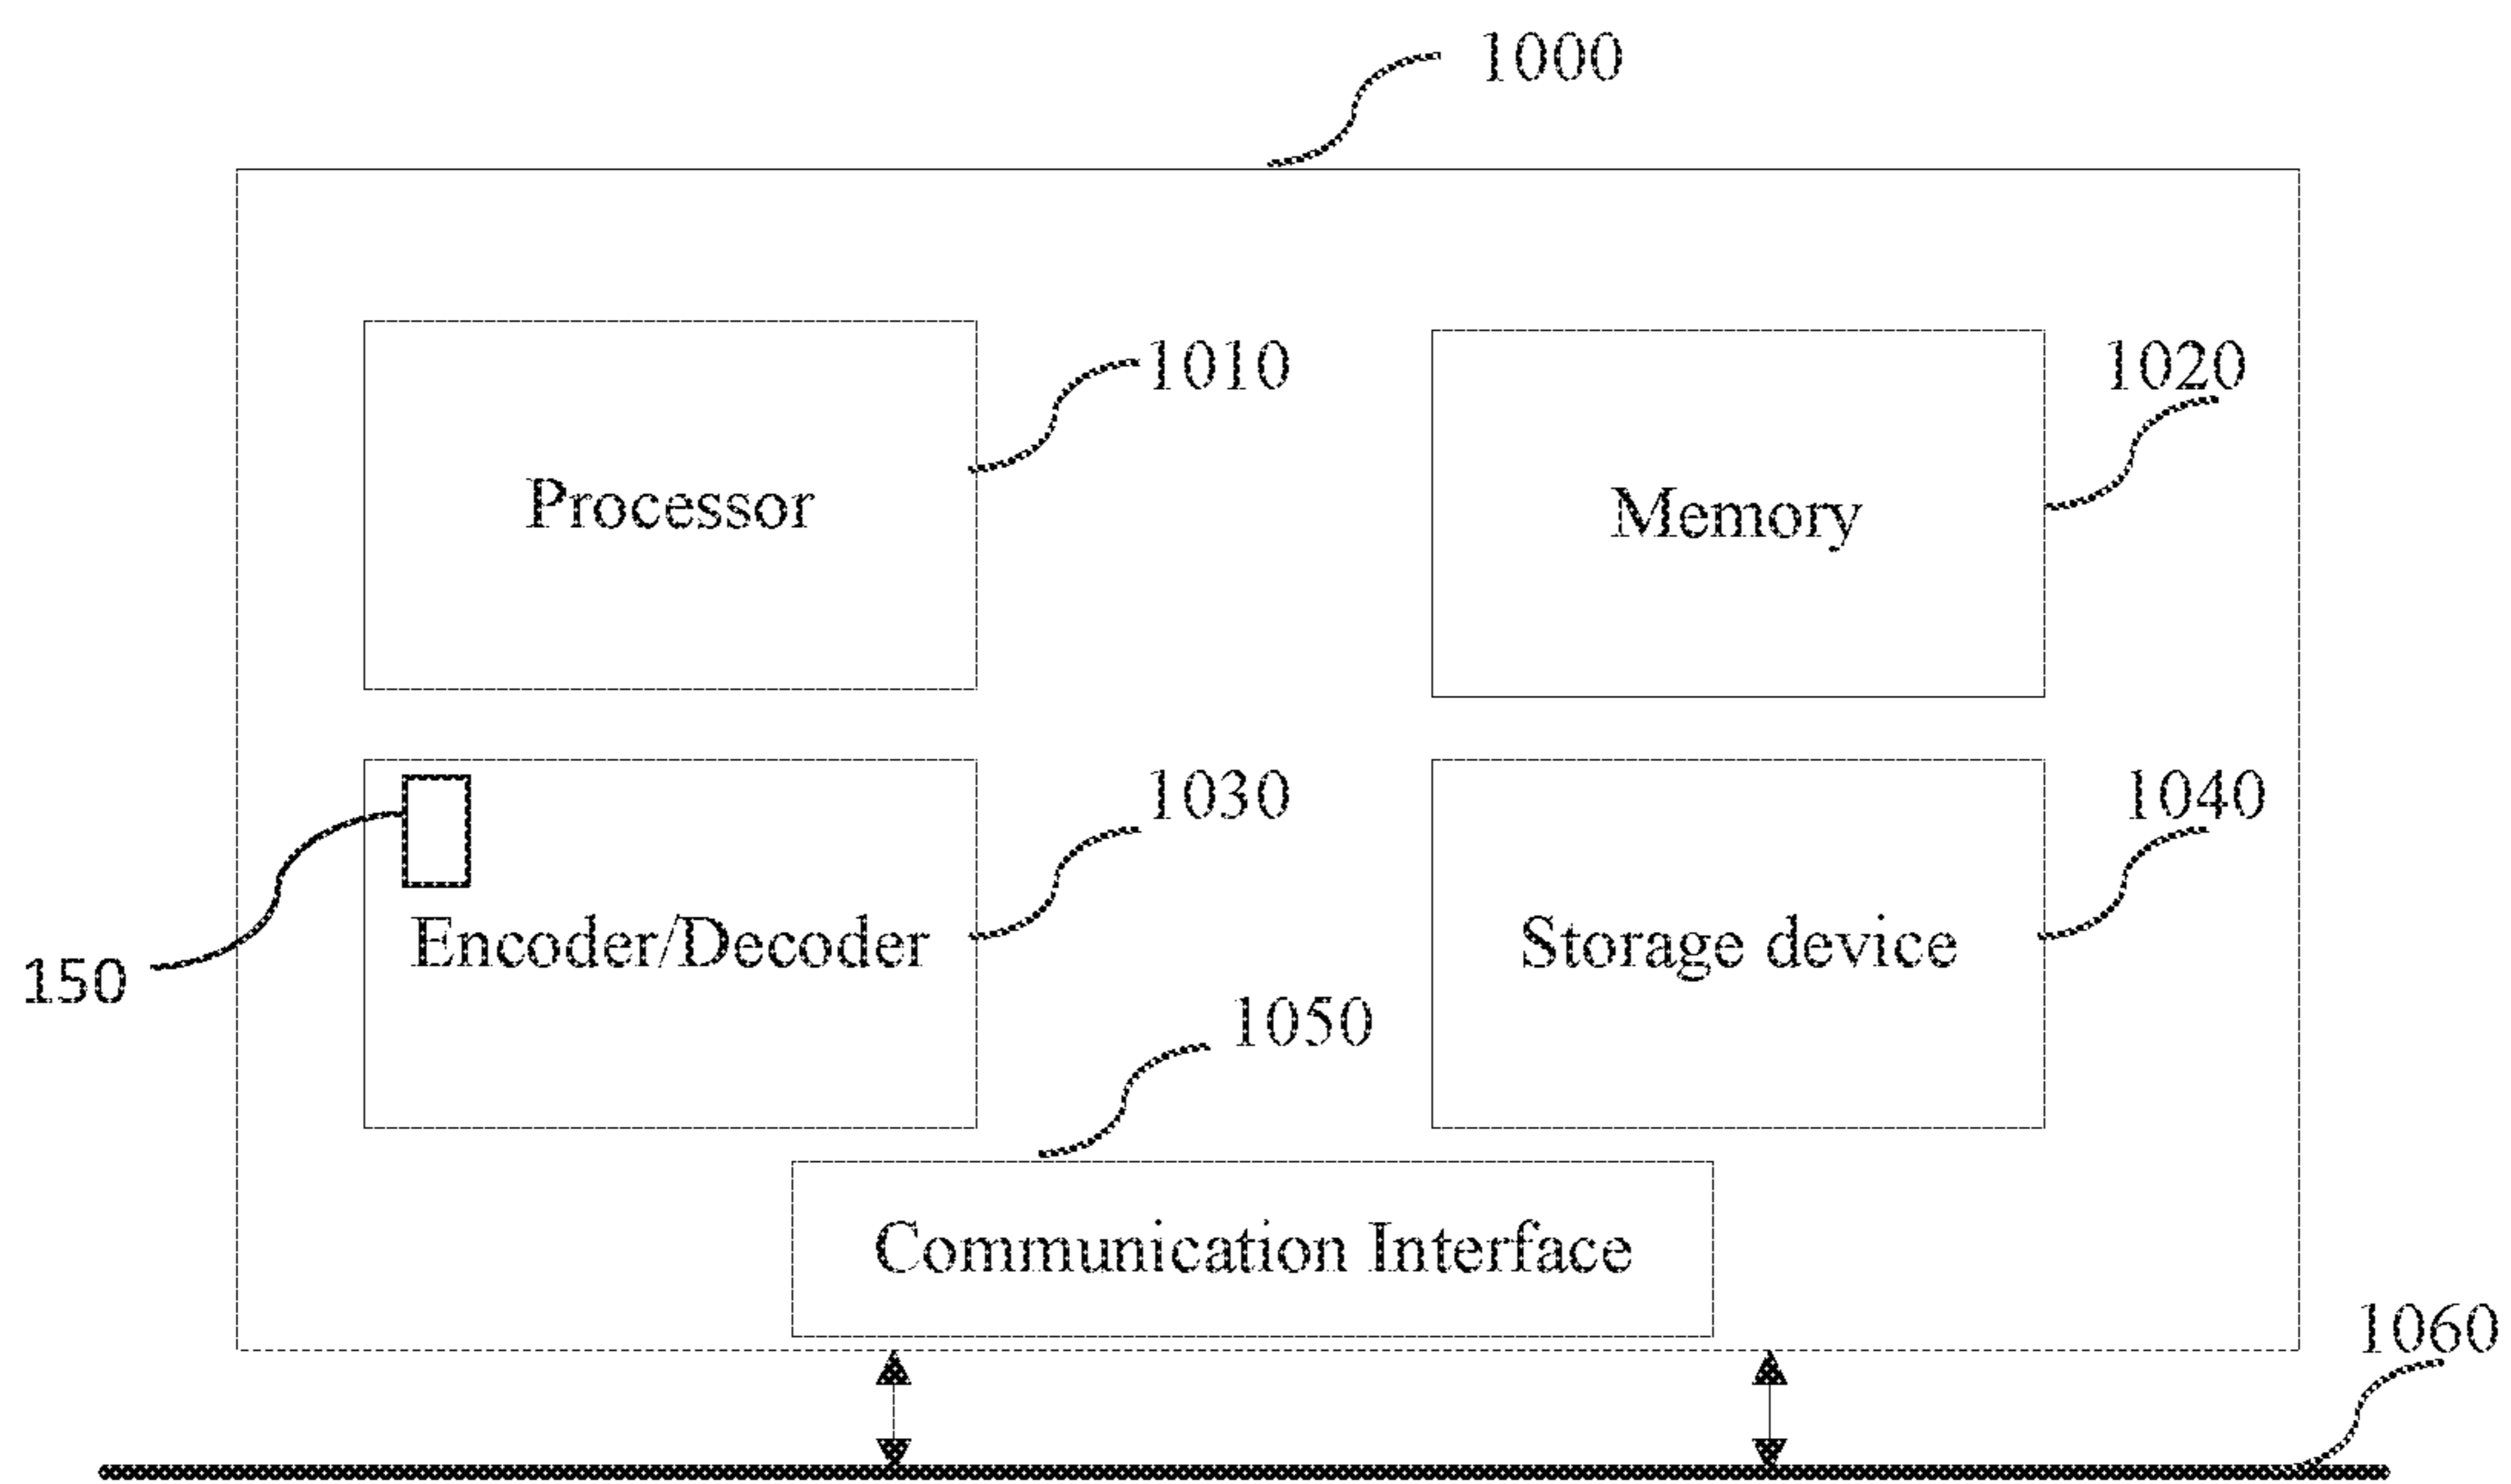 1000
1010
1020
Processor
Memory
1030
1040
Encoder/Decoder
Storage device
150
1050
Communication Interface
1060